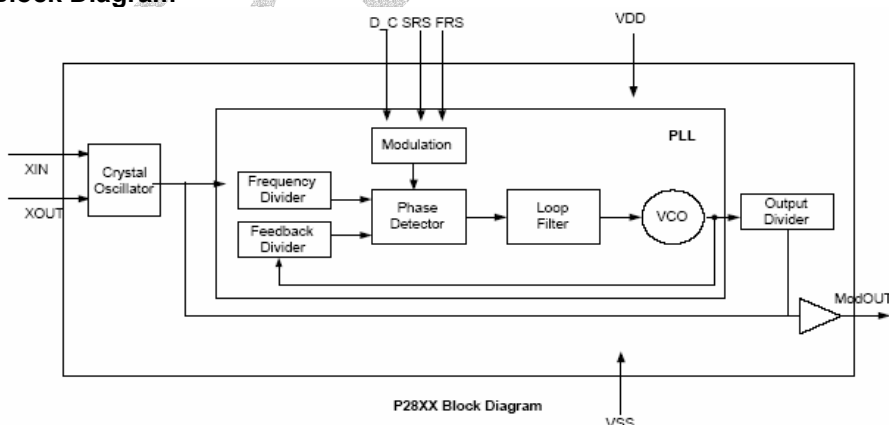 Block Diagram
D_C SRS FRS
VDD
PLL
XIN
XOUT
Crystal
Oscillator
Modulation
Frequency
Divider
Feedback
Divider
Phase
Detector
Loop
Filter
VCO
Output
Divider
ModOUT
P28XX Block Diagram
VSS